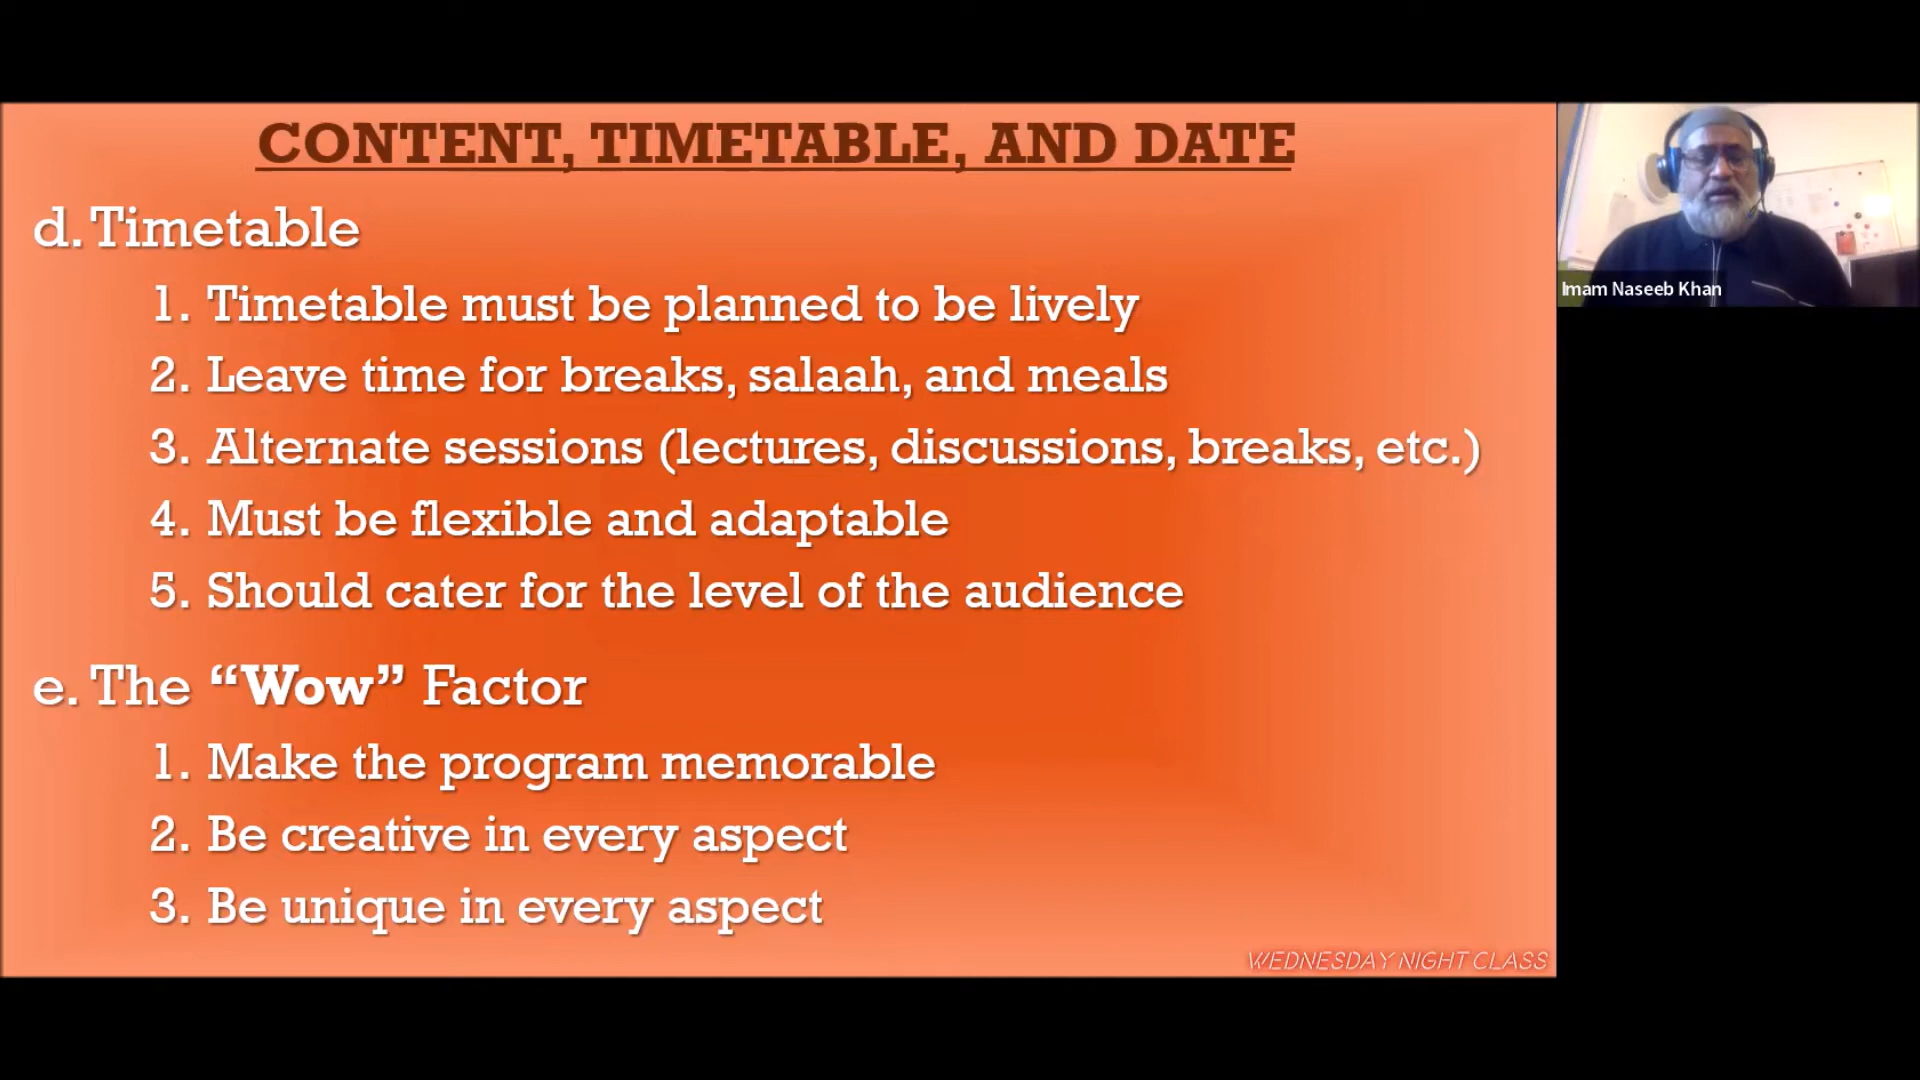 CONTENT, TIMETABLE, AND DATE
d. Timetable
1. Timetable must be planned to be lively
2. Leave time for breaks, salaah, and meals
3. Alternate sessions (lectures, discussions, breaks, etc.)
4. Must be flexible and adaptable
5. Should cater for the level of the audience
e. The “Wow” Factor
1. Make the program memorable
2. Be creative in every aspect
3. Be unique in every aspect
WEDNESDAY NIGHT CLASS
Imam Naseeb Khan